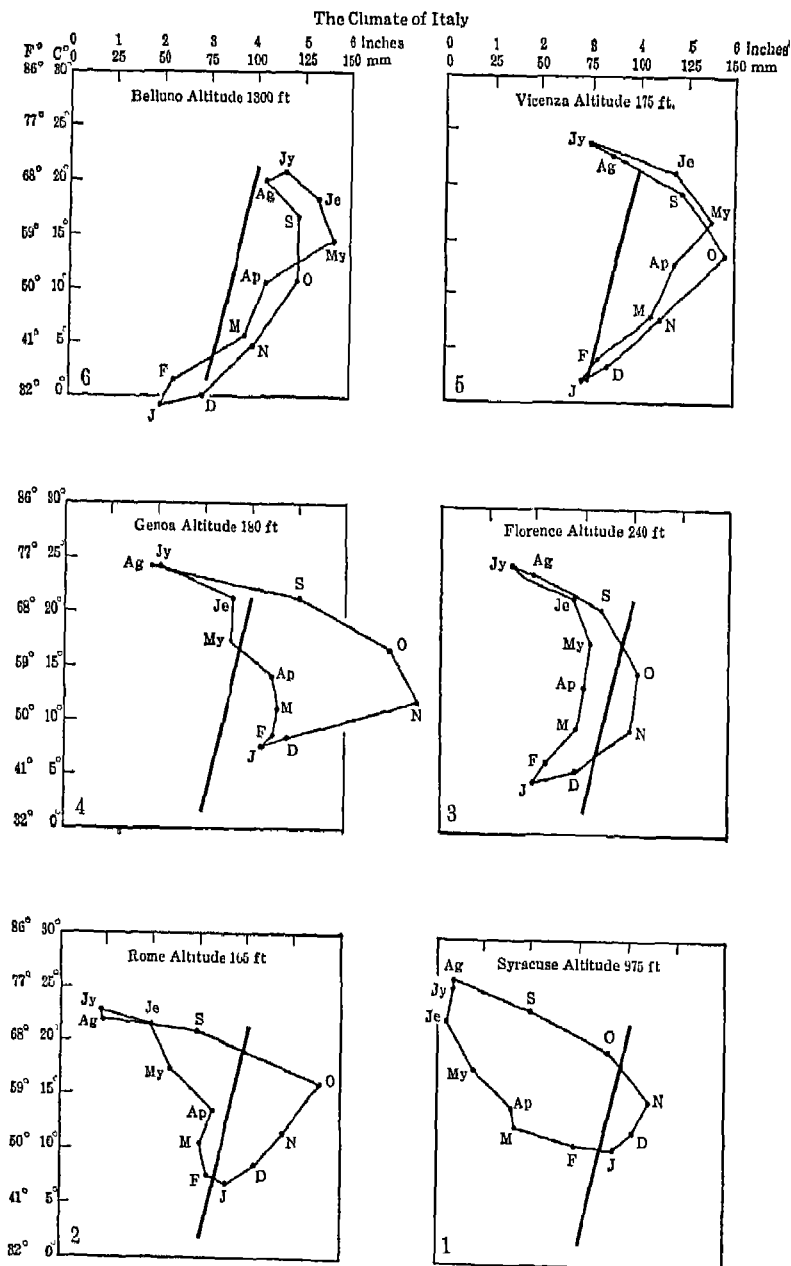 The Climate of Italy
F° C° 0 1 2 3 4 5 6 Inches
0 25 50 75 100 125 150 mm
0 1 2 3 4 5 6 Inches
0 25 50 75 100 125 150 mm
86° 30°
77° 25°
68° 20°
59° 15°
50° 10°
41° 5°
32° 0°
Belluno Altitude 1300 ft
Jy
Ag
Je
S
My
Ap
O
M
N
F
J
D
6
Vicenza Altitude 175 ft.
Jy
Ag
Je
S
My
O
Ap
M
N
F
J
D
5
86° 30°
77° 25°
68° 20°
59° 15°
50° 10°
41° 5°
32° 0°
Genoa Altitude 180 ft
Ag Jy
Je
S
My
O
Ap
M
N
F
J
D
4
Florence Altitude 240 ft
Jy
Ag
Je
S
My
O
Ap
M
N
F
J
D
3
86° 30°
77° 25°
68° 20°
59° 15°
50° 10°
41° 5°
32° 0°
Rome Altitude 165 ft
Jy
Ag
Je
S
My
O
Ap
M
N
F
J
D
2
Syracuse Altitude 975 ft
Ag
Jy
Je
S
O
My
Ap
N
M
D
F
J
1